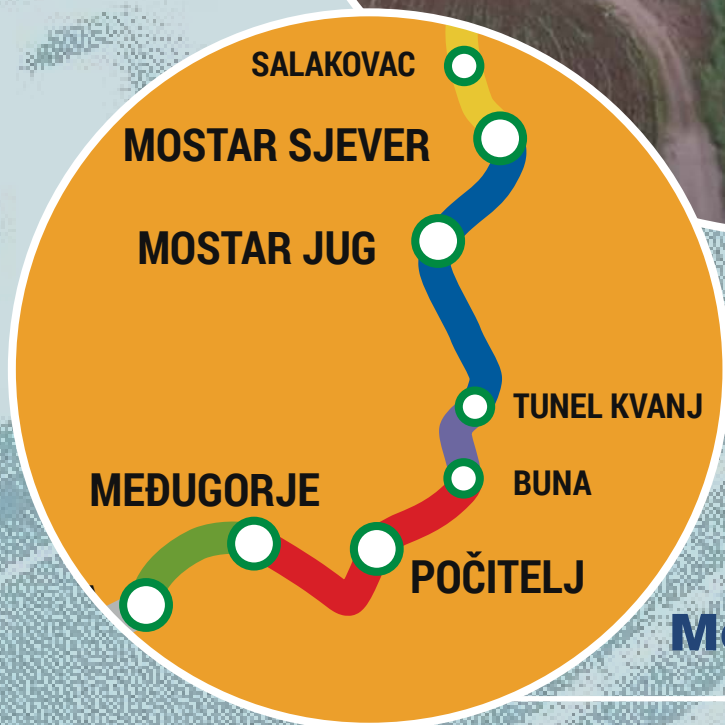 SALAKOVAC
MOSTAR SJEVER
MOSTAR JUG
TUNEL KVANJ
BUNA
MEĐUGORJE
POČITELJ